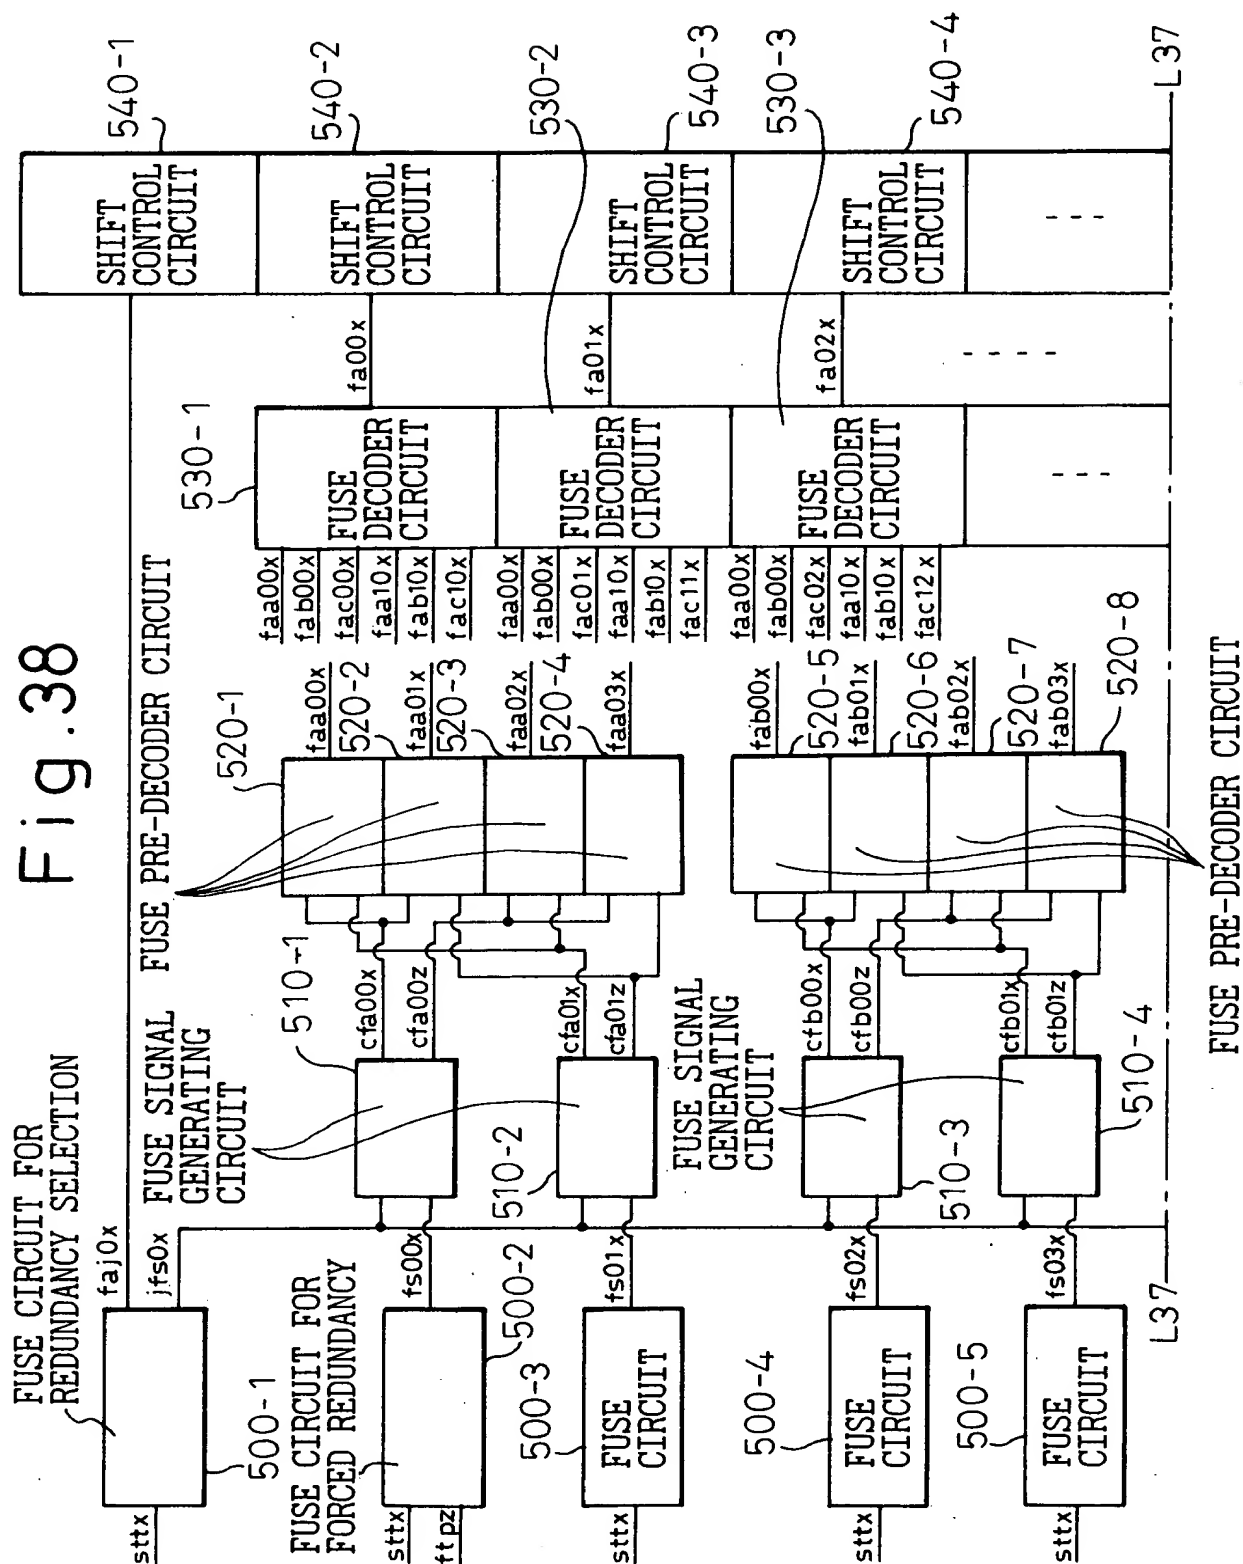 Fig.38
FUSE CIRCUIT FOR
REDUNDANCY SELECTION
sttx
500-1
faj0x
jfs0x
FUSE CIRCUIT FOR
FORCED REDUNDANCY
sttx
ftpz
500-2
fs00x
500-3
FUSE
CIRCUIT
sttx
fs01x
500-4
FUSE
CIRCUIT
sttx
fs02x
500-5
FUSE
CIRCUIT
sttx
fs03x
FUSE SIGNAL
GENERATING
CIRCUIT
510-1
cfa00x
cfa00z
510-2
cfa01x
cfa01z
FUSE SIGNAL
GENERATING
CIRCUIT
510-3
cfb00x
cfb00z
510-4
cfb01x
cfb01z
FUSE PRE-DECODER CIRCUIT
520-1
faa00x
520-2
faa01x
520-3
faa02x
520-4
faa03x
fab00x
520-5
fab01x
520-6
fab02x
520-7
fab03x
520-8
FUSE PRE-DECODER CIRCUIT
530-1
faa00x
fab00x
fac00x
faa10x
fab10x
fac10x
FUSE
DECODER
CIRCUIT
fa00x
faa00x
fab00x
fac01x
faa10x
fab10x
fac11x
FUSE
DECODER
CIRCUIT
fa01x
530-2
faa00x
fab00x
fac02x
faa10x
fab10x
fac12x
FUSE
DECODER
CIRCUIT
fa02x
530-3
SHIFT
CONTROL
CIRCUIT
540-1
SHIFT
CONTROL
CIRCUIT
540-2
SHIFT
CONTROL
CIRCUIT
540-3
SHIFT
CONTROL
CIRCUIT
540-4
L37
L37